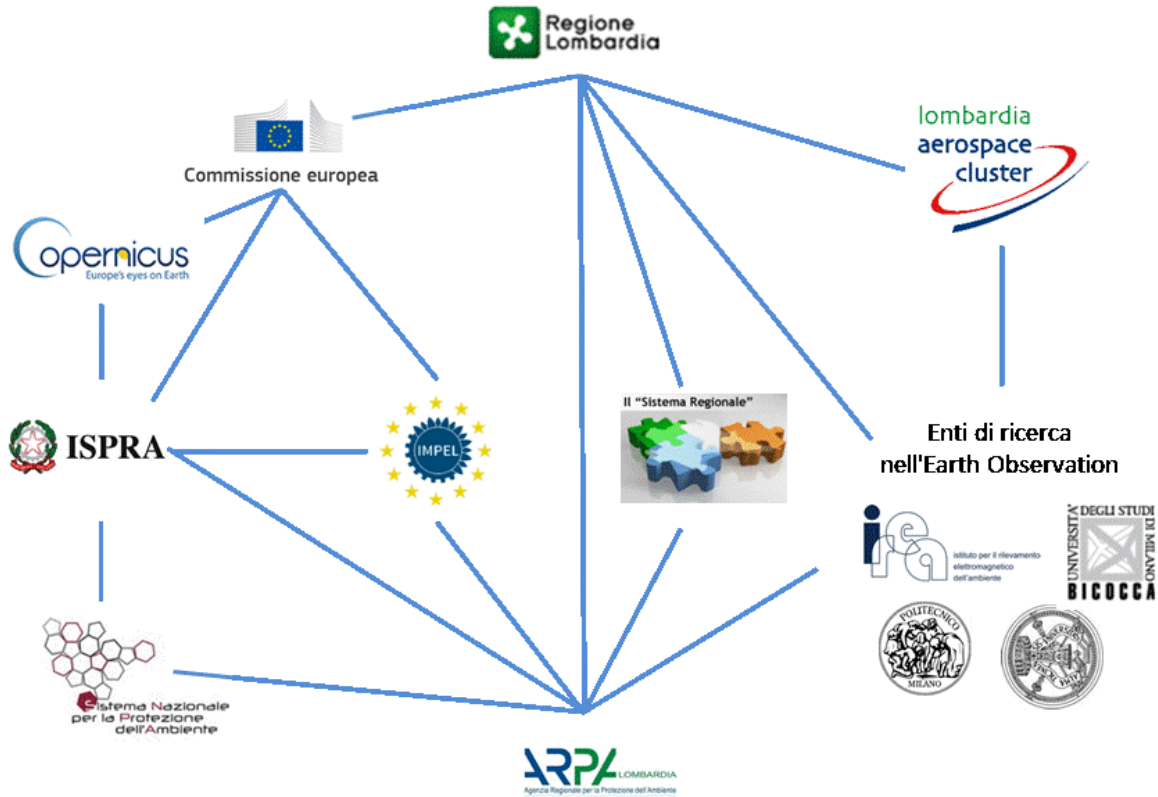 Regione
Lombardia
Commissione europea
lombardia
aerospace
cluster
opernicus
Europe's eyes on Earth
ISPRA
IMPEL
Il "Sistema Regionale"
Enti di ricerca
nell'Earth Observation
irea
istituto per il rilevamento
elettromagnetico
dell'ambiente
UNIVERSITÀ
DEGLI STUDI
DI MILANO
BICOCCA
POLITECNICO
MILANO
Sistema Nazionale
per la Protezione
dell'Ambiente
ARPA LOMBARDIA
Agenzia Regionale per la Protezione dell'Ambiente